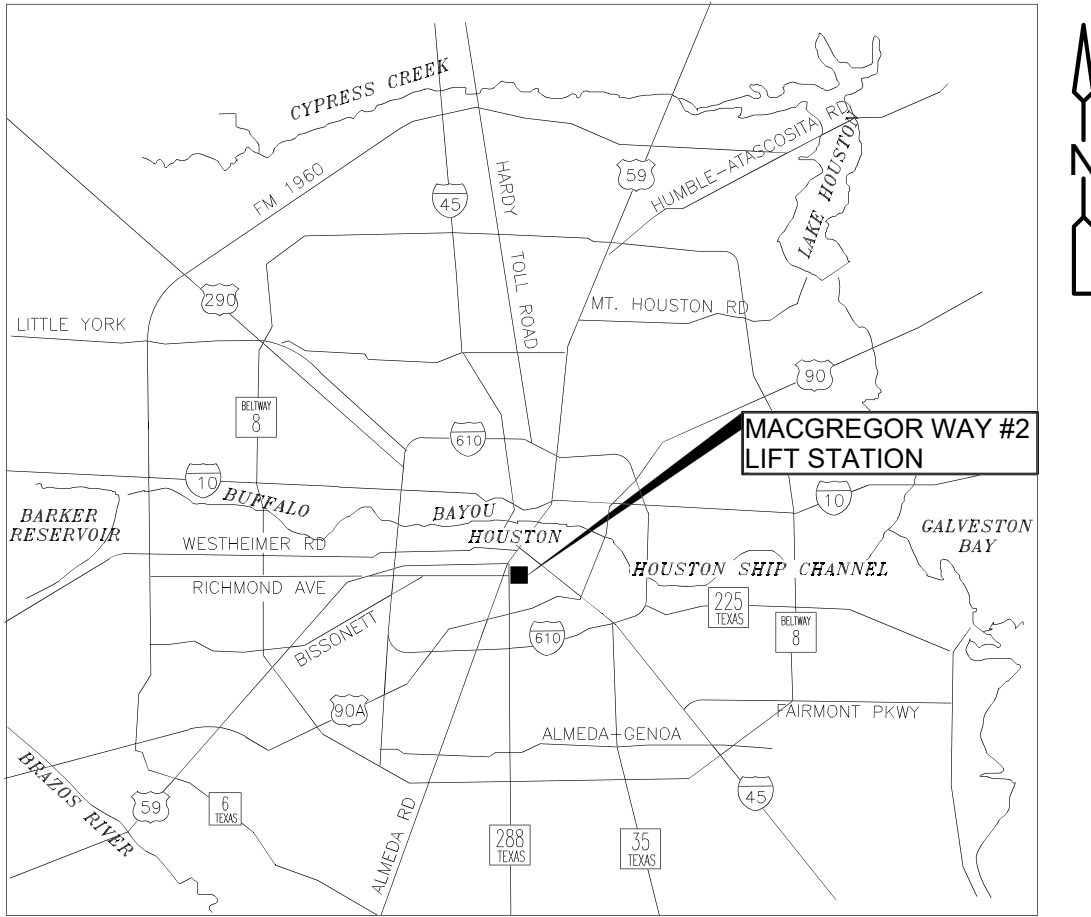 CYPRESS CREEK
HUMBLE-ATASCOSITA RD
LAKE HOUSTON
N
FM 1960
45
HARDY
TOLL ROAD
59
290
MT. HOUSTON RD
LITTLE YORK
90
BELTWAY
8
610
MACGREGOR WAY #2
LIFT STATION
10
BUFFALO
BAYOU
10
BARKER
RESERVOIR
HOUSTON
GALVESTON
BAY
WESTHEIMER RD
HOUSTON SHIP CHANNEL
RICHMOND AVE
225
TEXAS
BELTWAY
8
BISSONETT
610
90A
FAIRMONT PKWY
ALMEDA-GENOA
BRAZOS RIVER
59
6
TEXAS
45
ALMEDA RD
288
TEXAS
35
TEXAS